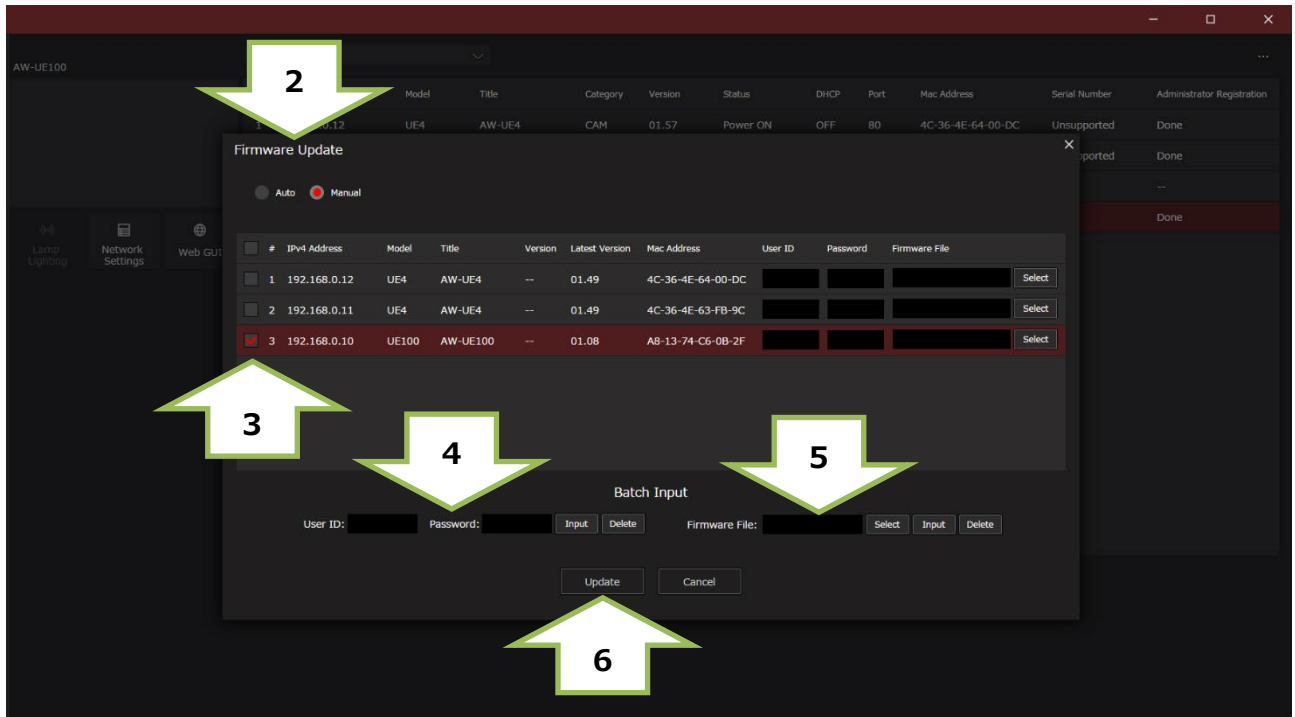 AW-UE100
...
Model Title Category Version Status DHCP Port Mac Address Serial Number Administrator Registration
1 .0.12 UE4 AW-UE4 CAM 01.57 Power ON OFF 80 4C-36-4E-64-00-DC Unsupported Done
pported Done
--
Done
Lamp Lighting
Network Settings
Web GUI
2
Firmware Update
Auto Manual
# IPv4 Address Model Title Version Latest Version Mac Address User ID Password Firmware File
1 192.168.0.12 UE4 AW-UE4 -- 01.49 4C-36-4E-64-00-DC Select
2 192.168.0.11 UE4 AW-UE4 -- 01.49 4C-36-4E-63-FB-9C Select
3 192.168.0.10 UE100 AW-UE100 -- 01.08 A8-13-74-C6-0B-2F Select
3
4
5
Batch Input
User ID: Password: Input Delete Firmware File: Select Input Delete
Update Cancel
6